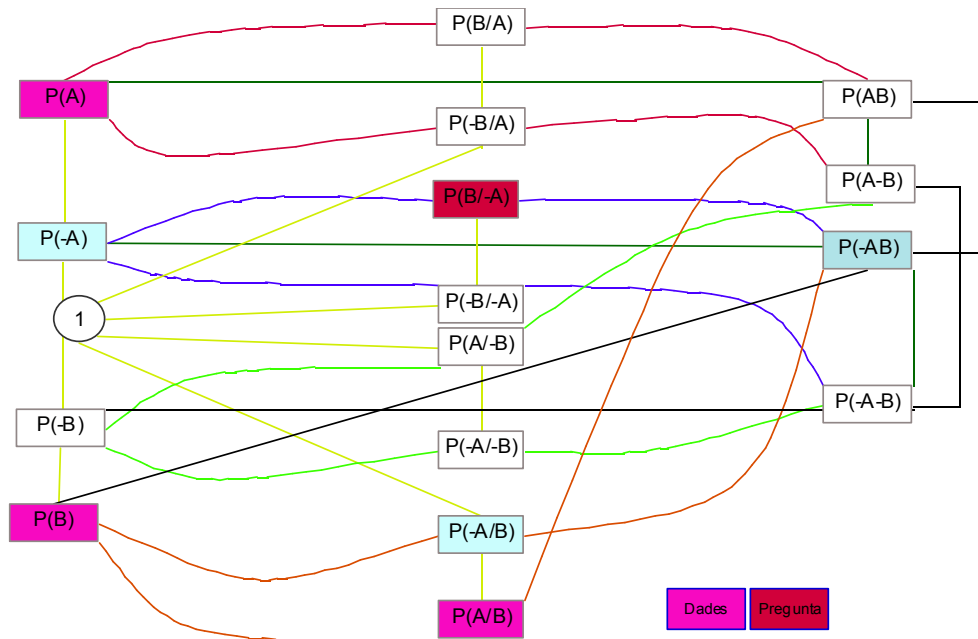 P(B/A)
P(A)
P(AB)
P(-B/A)
P(A-B)
P(B/-A)
P(-A)
P(-AB)
P(-B/-A)
1
P(A/-B)
P(-A-B)
P(-B)
P(-A/-B)
P(B)
P(-A/B)
P(A/B)
Dades
Pregunta